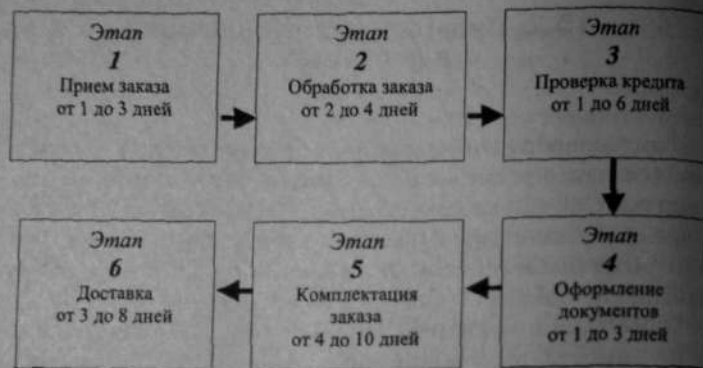 Этап
1
Прием заказа
от 1 до 3 дней
Этап
2
Обработка заказа
от 2 до 4 дней
Этап
3
Проверка кредита
от 1 до 6 дней
Этап
4
Оформление
документов
от 1 до 3 дней
Этап
5
Комплектация
заказа
от 4 до 10 дней
Этап
6
Доставка
от 3 до 8 дней